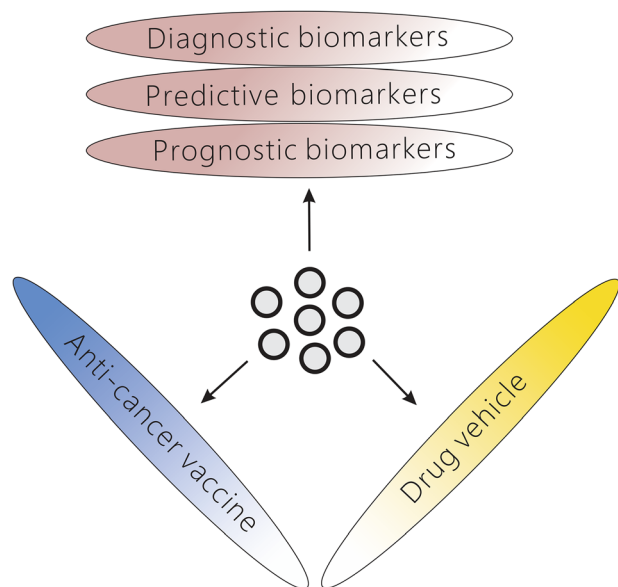 Diagnostic biomarkers
Predictive biomarkers
Prognostic biomarkers
Anti-cancer vaccine
Drug vehicle